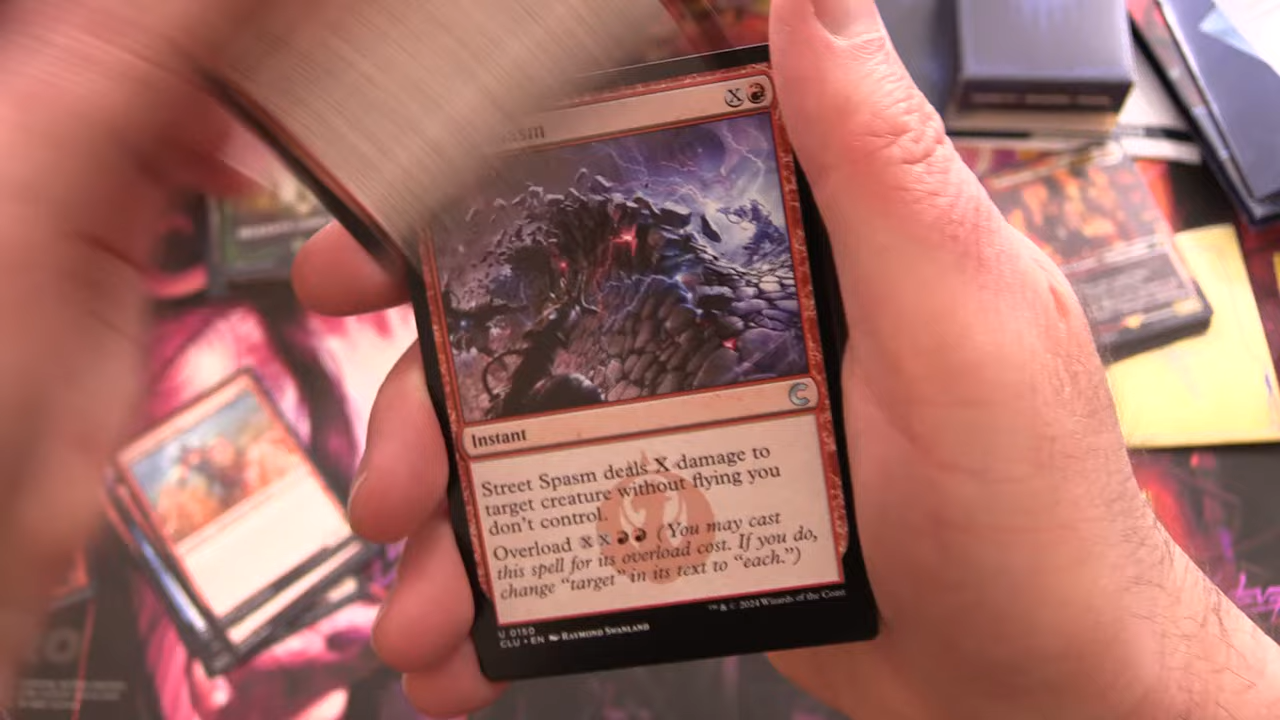 X
Instant
Street Spasm deals X damage to
target creature without flying you
don't control.
Overload X X (You may cast
this spell for its overload cost. If you do,
change "target" in its text to "each.")
™ & © 2024 Wizards of the Coast
U 0150
CLU • EN RAYMOND SWANLAND